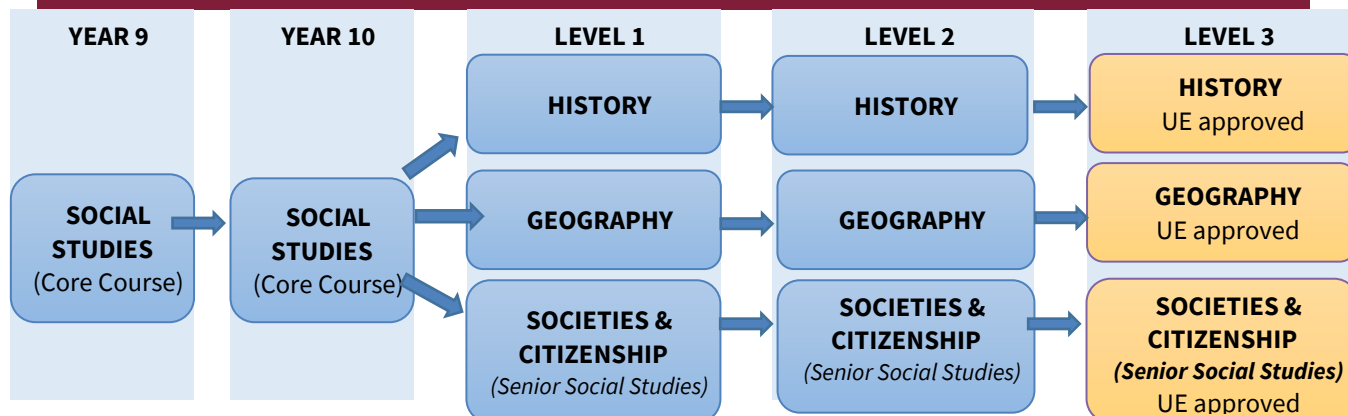 YEAR 9
YEAR 10
LEVEL 1
LEVEL 2
LEVEL 3
SOCIAL
STUDIES
(Core Course)
SOCIAL
STUDIES
(Core Course)
HISTORY
HISTORY
HISTORY
UE approved
GEOGRAPHY
GEOGRAPHY
GEOGRAPHY
UE approved
SOCIETIES &
CITIZENSHIP
(Senior Social Studies)
SOCIETIES &
CITIZENSHIP
(Senior Social Studies)
SOCIETIES &
CITIZENSHIP
(Senior Social Studies)
UE approved